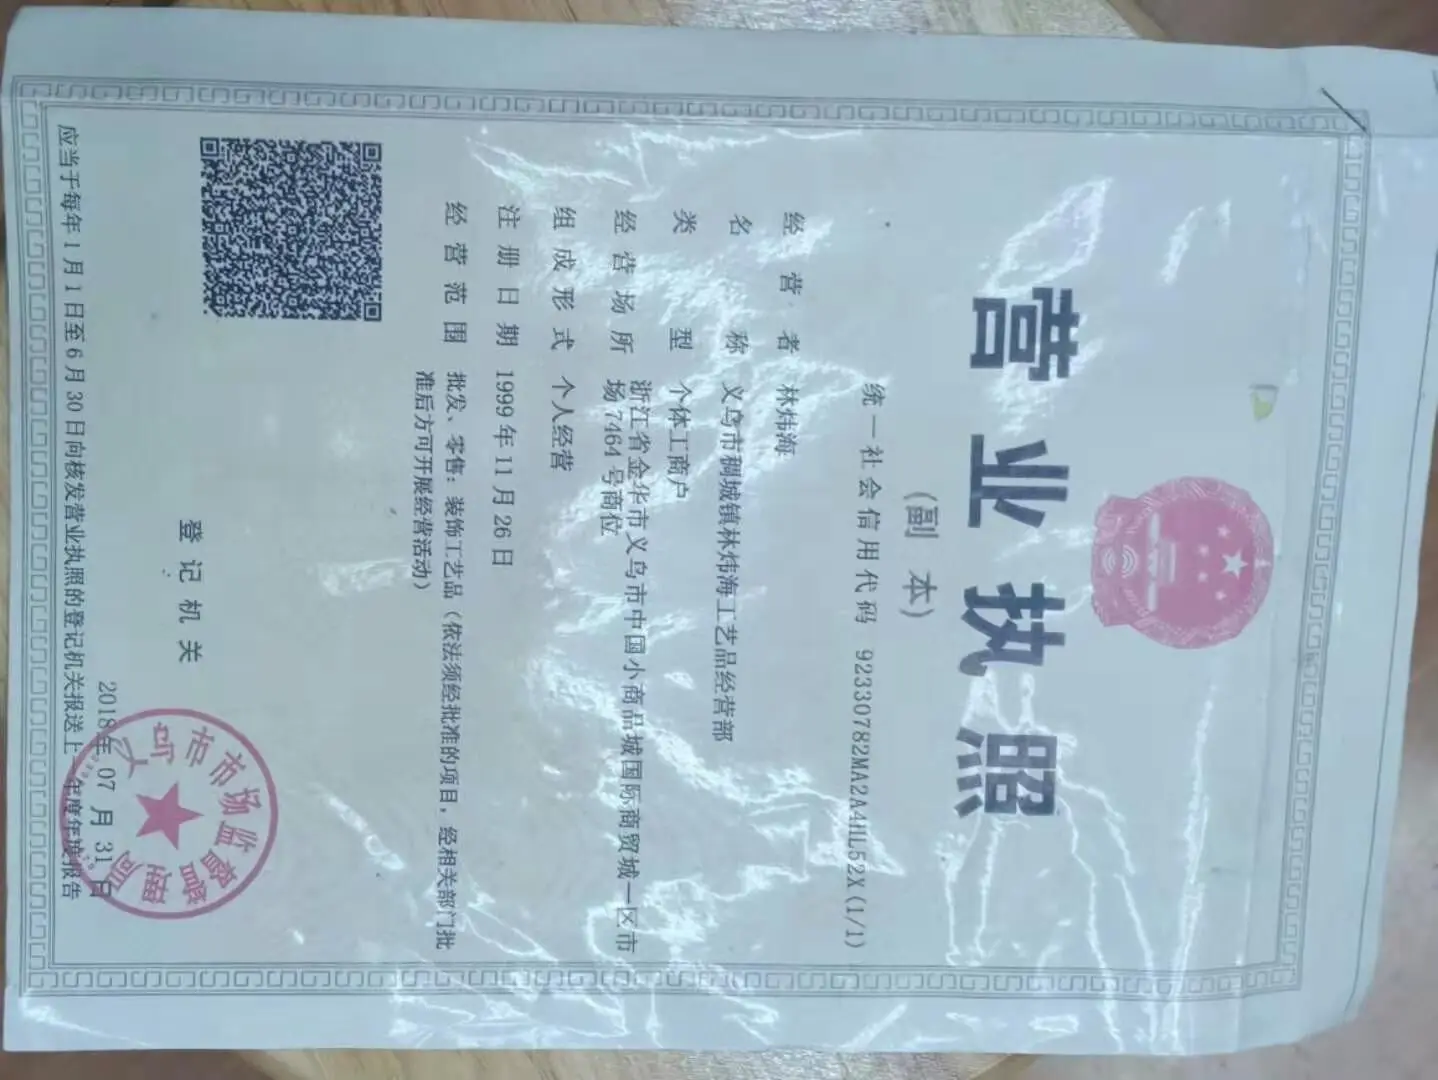 营业执照
(副本)
统一社会信用代码 92330782MA2A4HL52X(1/1)
经营者 林炜海
名称 义乌市稠城镇林炜海工艺品经营部
类型 个体工商户
经营场所 浙江省金华市义乌市中国小商品城国际商贸城一区市
场7464号商位
组成形式 个人经营
注册日期 1999年11月26日
经营范围 批发、零售：装饰工艺品（依法须经批准的项目，经相关部门批
准后方可开展经营活动）
登记机关
义乌市市场监督管理局
2018年07月31日
应当于每年1月1日至6月30日向核发营业执照的登记机关报送上一年度年度报告